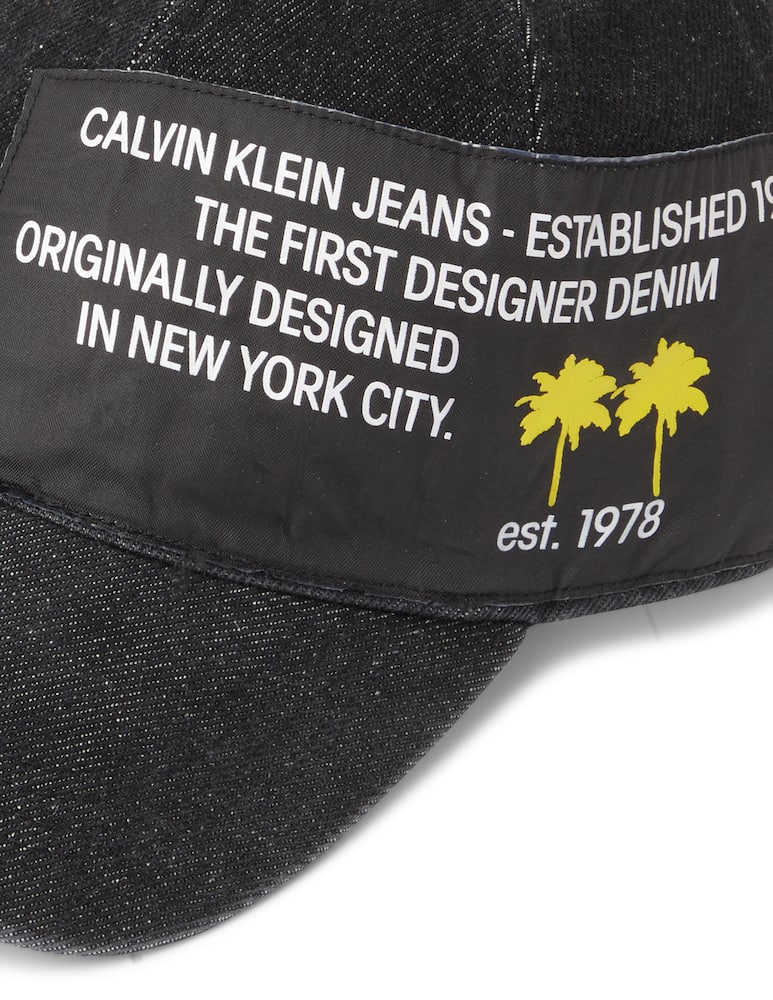 CALVIN KLEIN JEANS - ESTABLISHED 19
THE FIRST DESIGNER DENIM
ORIGINALLY DESIGNED
IN NEW YORK CITY.
est. 1978